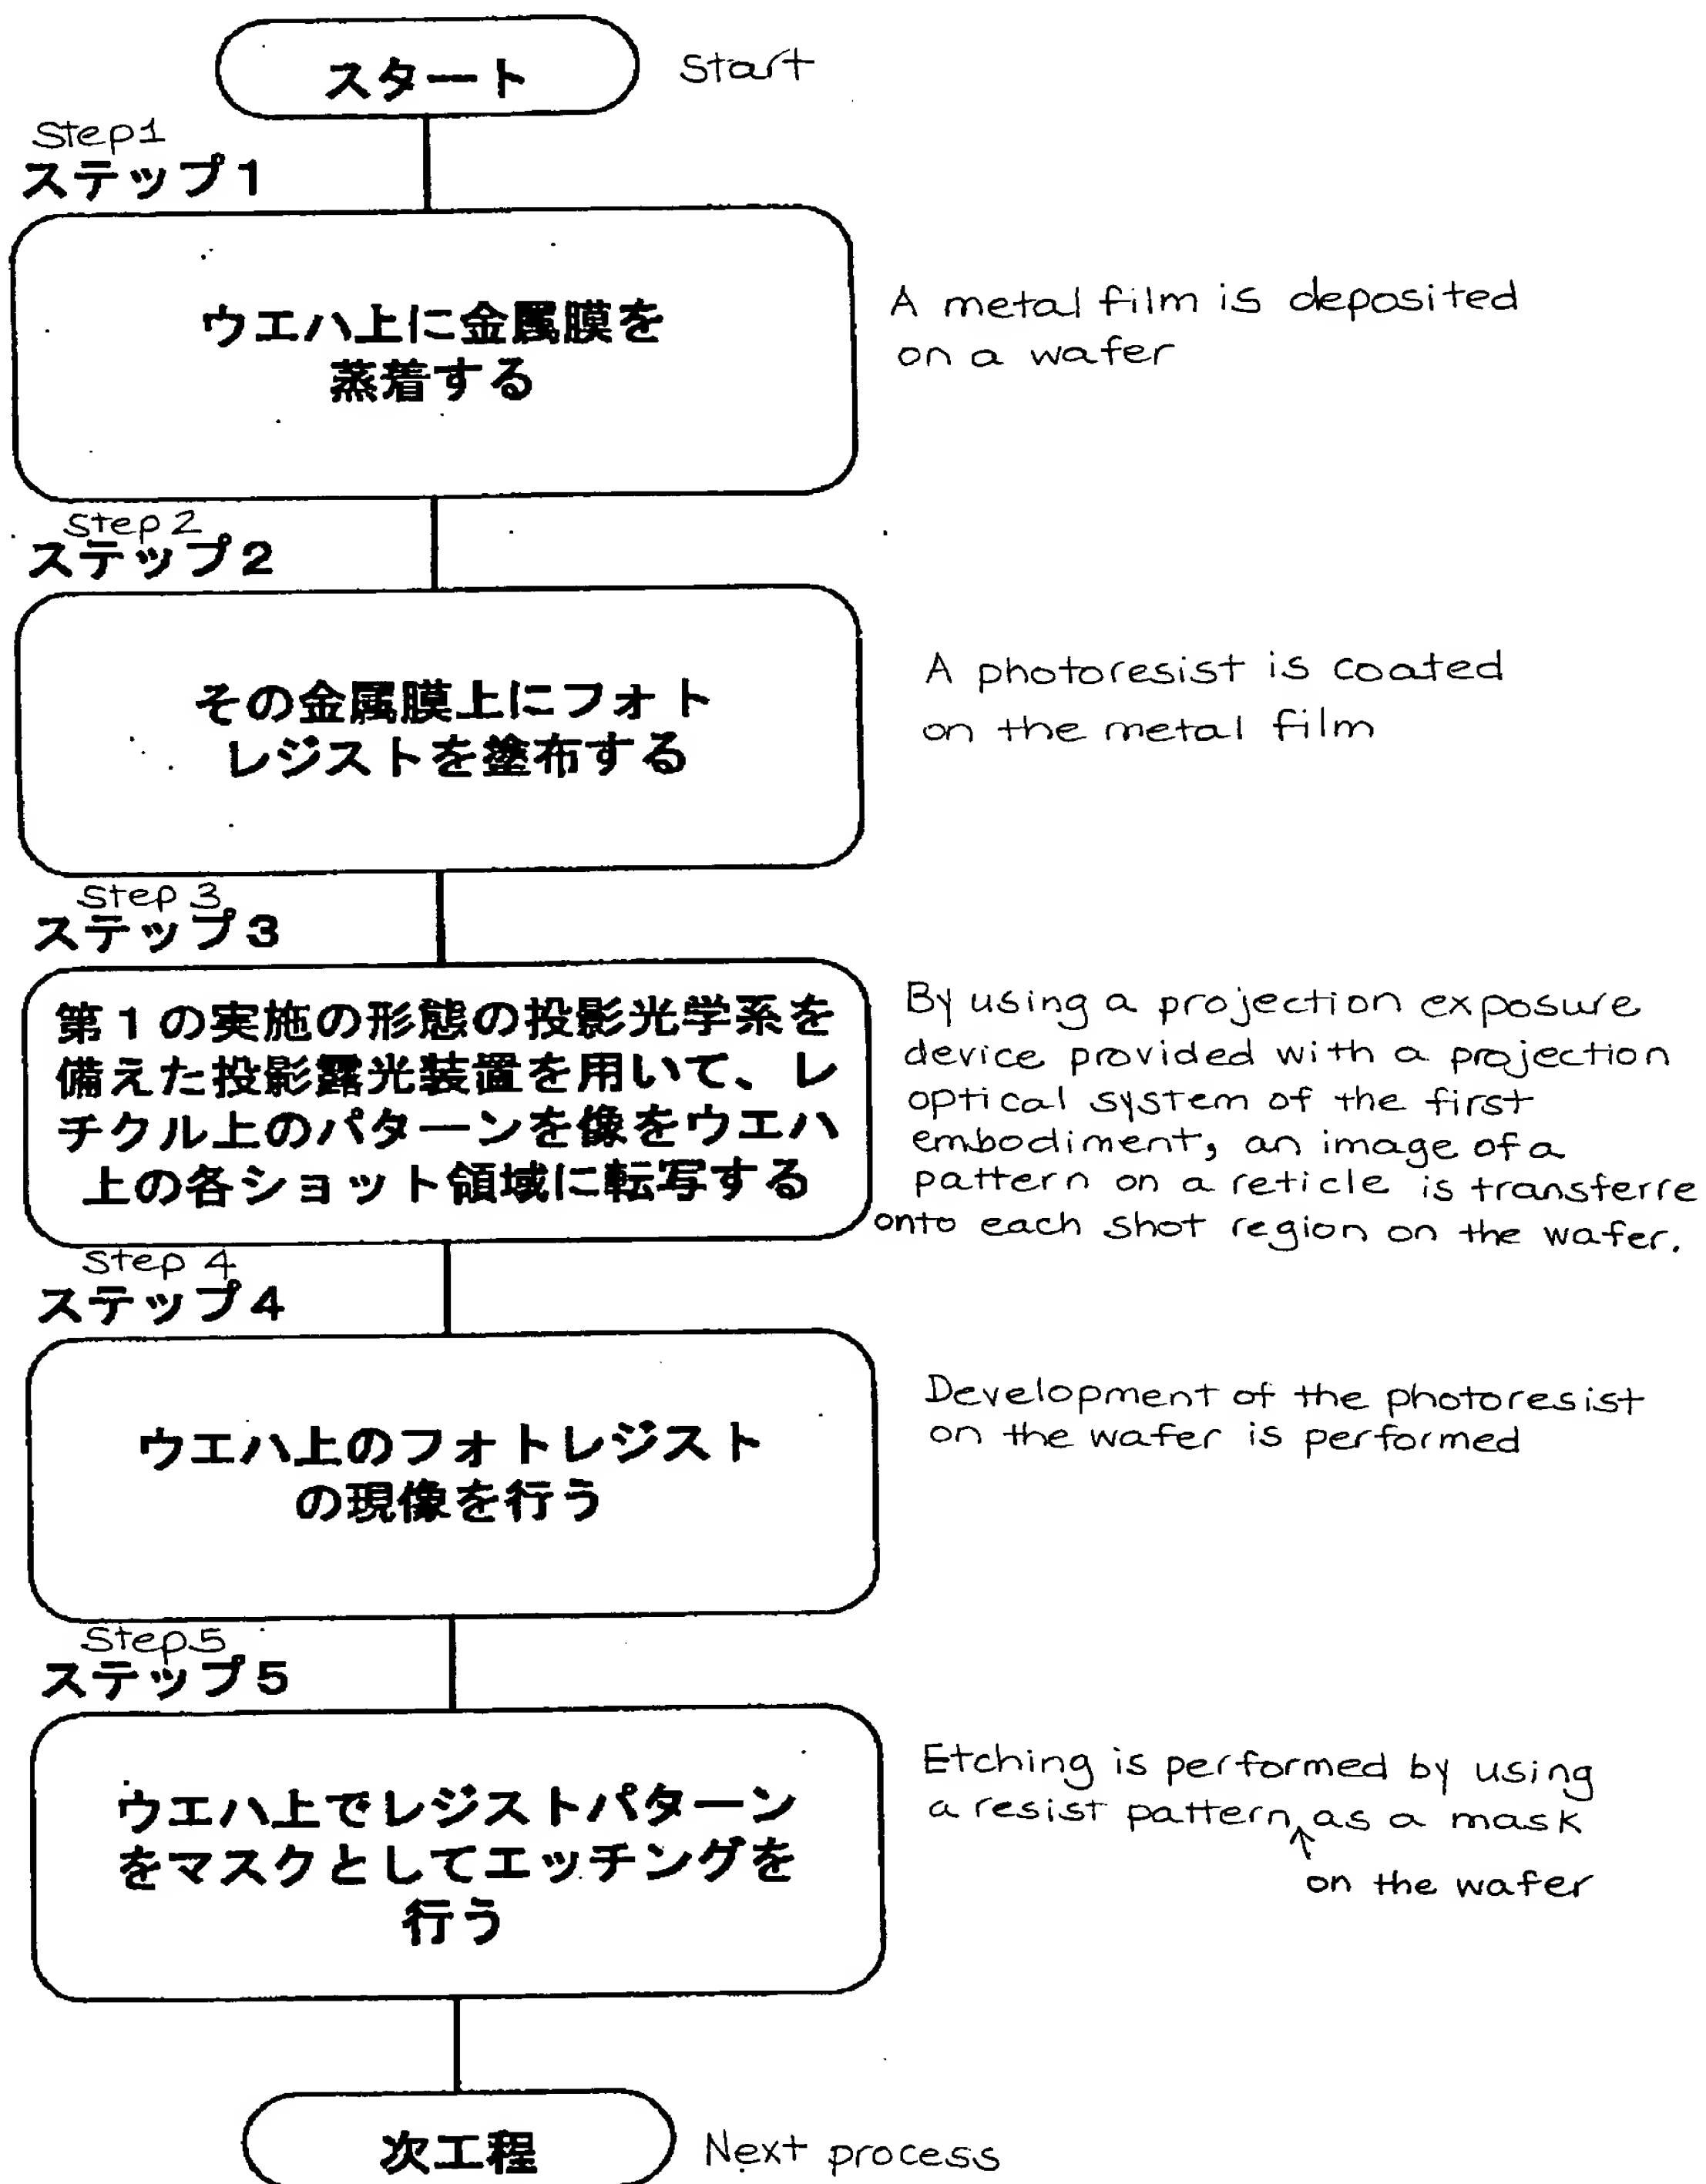 スタート
Start
Step1
ステップ1
ウエハ上に金属膜を
蒸着する
A metal film is deposited
on a wafer
Step 2
ステップ2
その金属膜上にフォト
レジストを塗布する
A photoresist is coated
on the metal film
Step 3
ステップ3
第1の実施の形態の投影光学系を
備えた投影露光装置を用いて、レ
チクル上のパターンを像をウエハ
上の各ショット領域に転写する
By using a projection exposure
device provided with a projection
optical system of the first
embodiment, an image of a
pattern on a reticle is transferre
onto each shot region on the wafer.
Step 4
ステップ4
ウエハ上のフォトレジスト
の現像を行う
Development of the photoresist
on the wafer is performed
Step 5
ステップ5
ウエハ上でレジストパターン
をマスクとしてエッチングを
行う
Etching is performed by using
a resist pattern as a mask
on the wafer
次工程
Next process